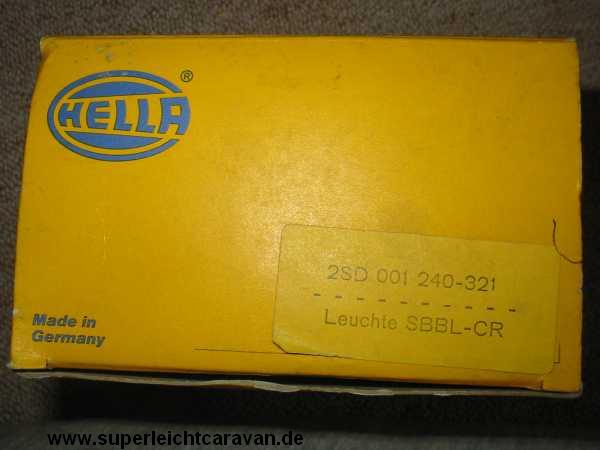 HELLA ®
2SD 001 240-321
Leuchte SBBL-CR
Made in
Germany
www.superleichtcaravan.de